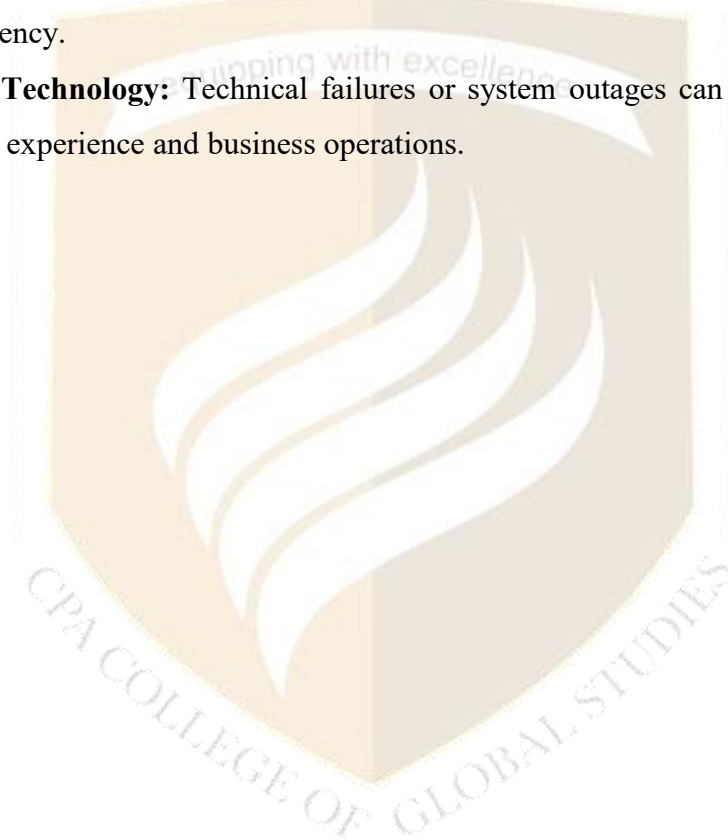 ency.
equipping with excellence
Technology: Technical failures or system outages can
experience and business operations.
CPA COLLEGE OF GLOBAL STUDIES